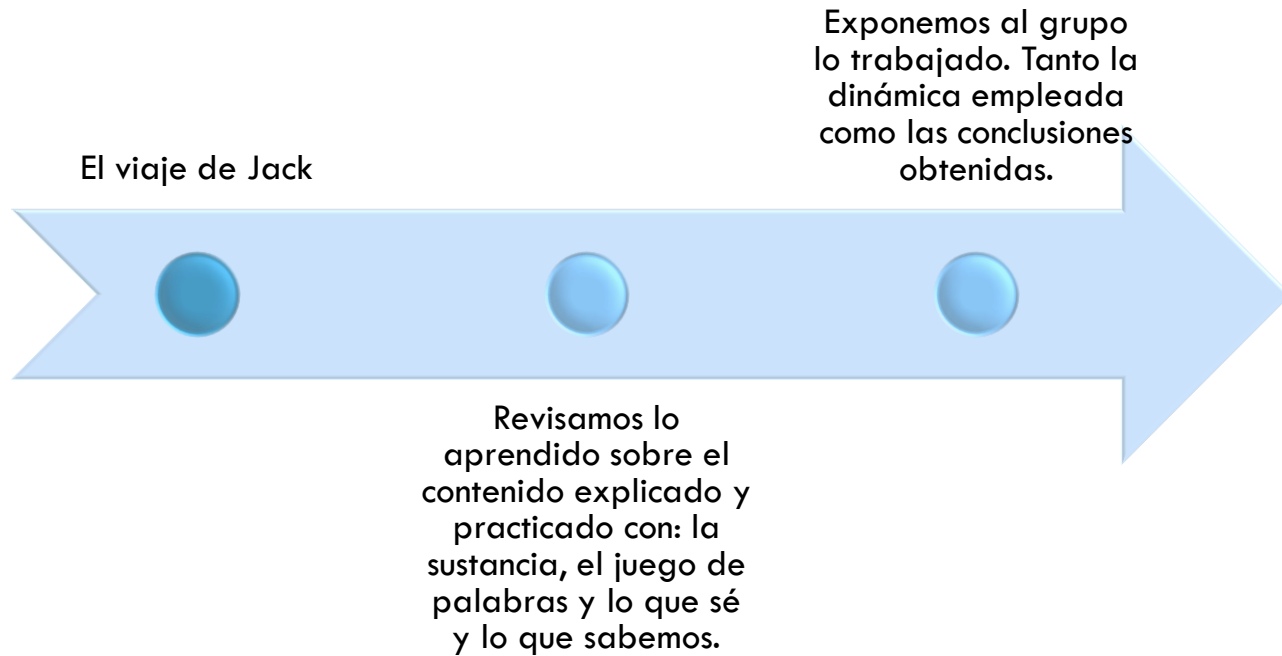 El viaje de Jack
Revisamos lo
aprendido sobre el
contenido explicado y
practicado con: la
sustancia, el juego de
palabras y lo que sé
y lo que sabemos.
Exponemos al grupo
lo trabajado. Tanto la
dinámica empleada
como las conclusiones
obtenidas.